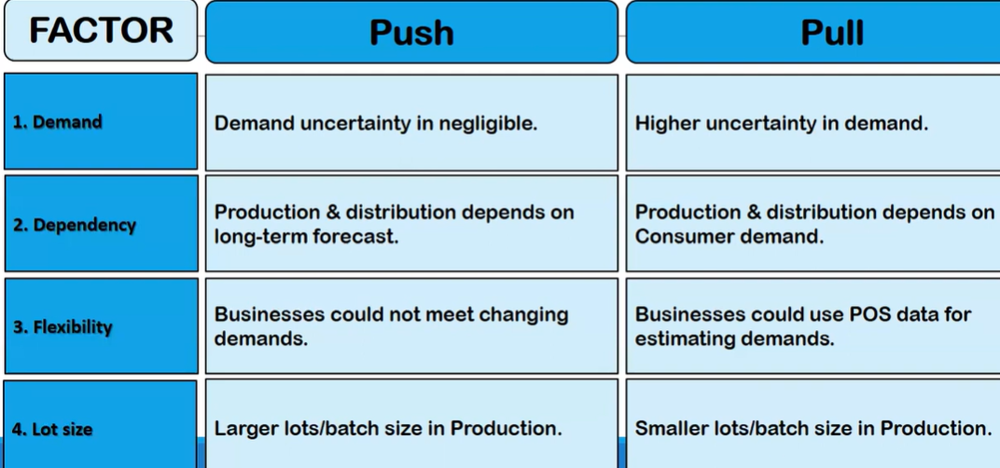 FACTOR
Push
Pull
1. Demand
Demand uncertainty in negligible.
Higher uncertainty in demand.
2. Dependency
Production & distribution depends on
long-term forecast.
Production & distribution depends on
Consumer demand.
3. Flexibility
Businesses could not meet changing
demands.
Businesses could use POS data for
estimating demands.
4. Lot size
Larger lots/batch size in Production.
Smaller lots/batch size in Production.